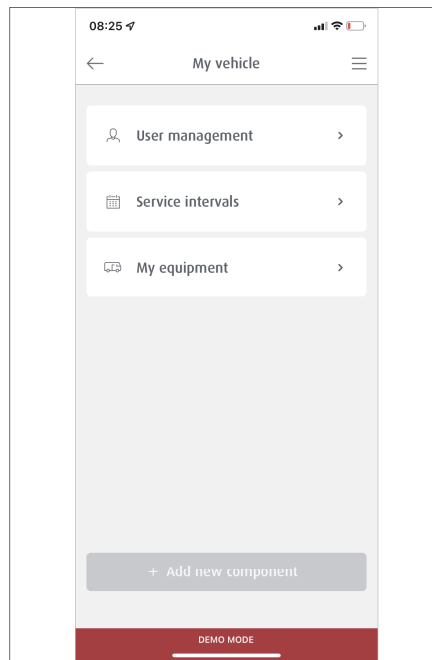 08:25
My vehicle
User management
Service intervals
My equipment
+ Add new component
DEMO MODE